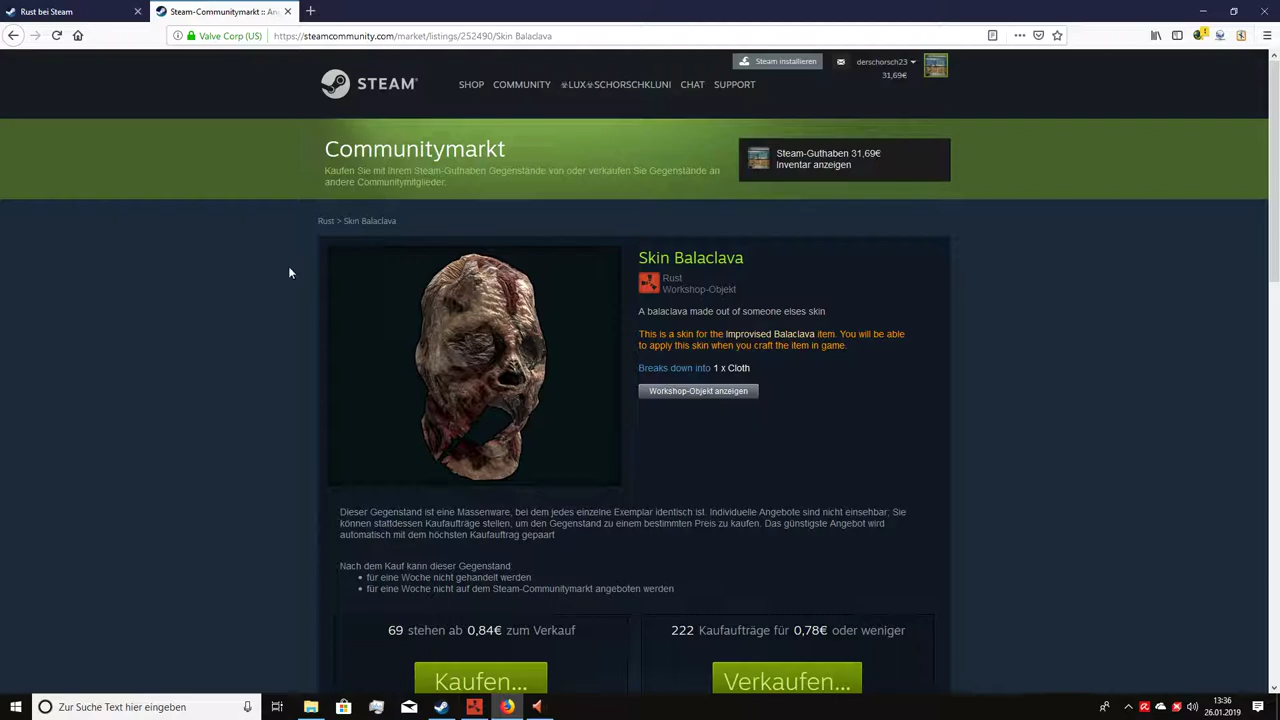 Rust bei Steam
Steam-Communitymarkt :: An
Valve Corp (US)
https://steamcommunity.com/market/listings/252490/Skin Balaclava
Steam installieren
derschorsch23
31,69€
STEAM
SHOP COMMUNITY ☣LUX☣SCHORSCHKLUNI CHAT SUPPORT
Communitymarkt
Kaufen Sie mit Ihrem Steam-Guthaben Gegenstände von oder verkaufen Sie Gegenstände an
andere Communitymitglieder.
Steam-Guthaben 31,69€
Inventar anzeigen
Rust > Skin Balaclava
Skin Balaclava
Rust
Workshop-Objekt
A balaclava made out of someone elses skin
This is a skin for the Improvised Balaclava item. You will be able
to apply this skin when you craft the item in game.
Breaks down into 1 x Cloth
Workshop-Objekt anzeigen
Dieser Gegenstand ist eine Massenware, bei dem jedes einzelne Exemplar identisch ist. Individuelle Angebote sind nicht einsehbar; Sie
können stattdessen Kaufaufträge stellen, um den Gegenstand zu einem bestimmten Preis zu kaufen. Das günstigste Angebot wird
automatisch mit dem höchsten Kaufauftrag gepaart
Nach dem Kauf kann dieser Gegenstand:
• für eine Woche nicht gehandelt werden
• für eine Woche nicht auf dem Steam-Communitymarkt angeboten werden
69 stehen ab 0,84€ zum Verkauf
222 Kaufaufträge für 0,78€ oder weniger
Kaufen...
Verkaufen...
Zur Suche Text hier eingeben
13:36
26.01.2019